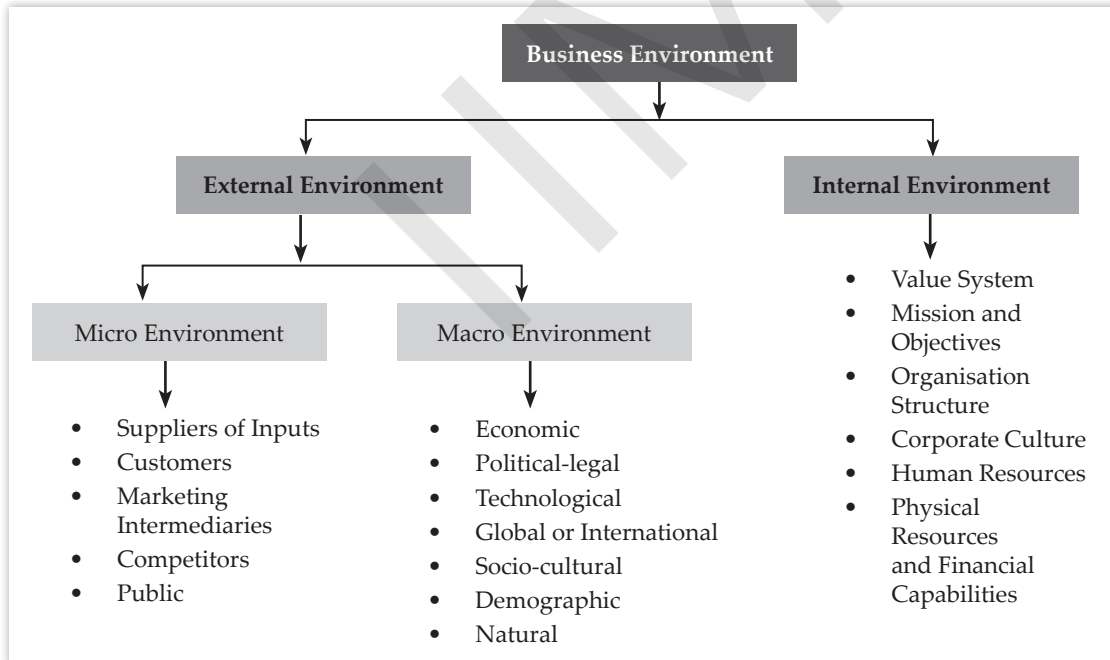 Business Environment
External Environment
Internal Environment
Micro Environment
Macro Environment
• Suppliers of Inputs
• Customers
• Marketing
Intermediaries
• Competitors
• Public
• Economic
• Political-legal
• Technological
• Global or International
• Socio-cultural
• Demographic
• Natural
• Value System
• Mission and
Objectives
• Organisation
Structure
• Corporate Culture
• Human Resources
• Physical
Resources
and Financial
Capabilities